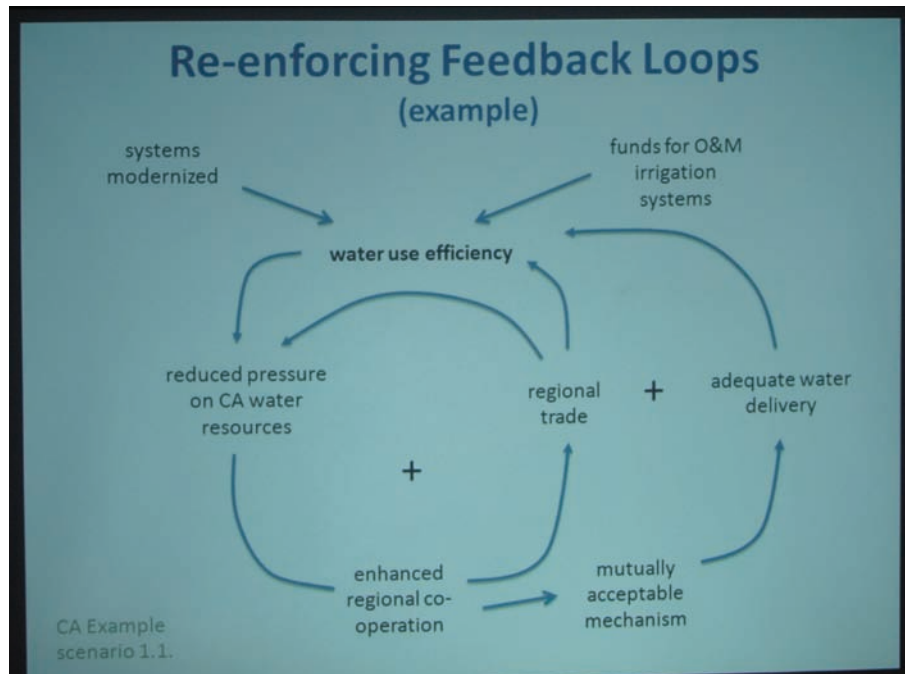 Re-enforcing Feedback Loops
(example)
systems
modernized
funds for O&M
irrigation
systems
water use efficiency
reduced pressure
on CA water
resources
regional
trade
+
adequate water
delivery
+
enhanced
regional co-
operation
mutually
acceptable
mechanism
CA Example
scenario 1.1.